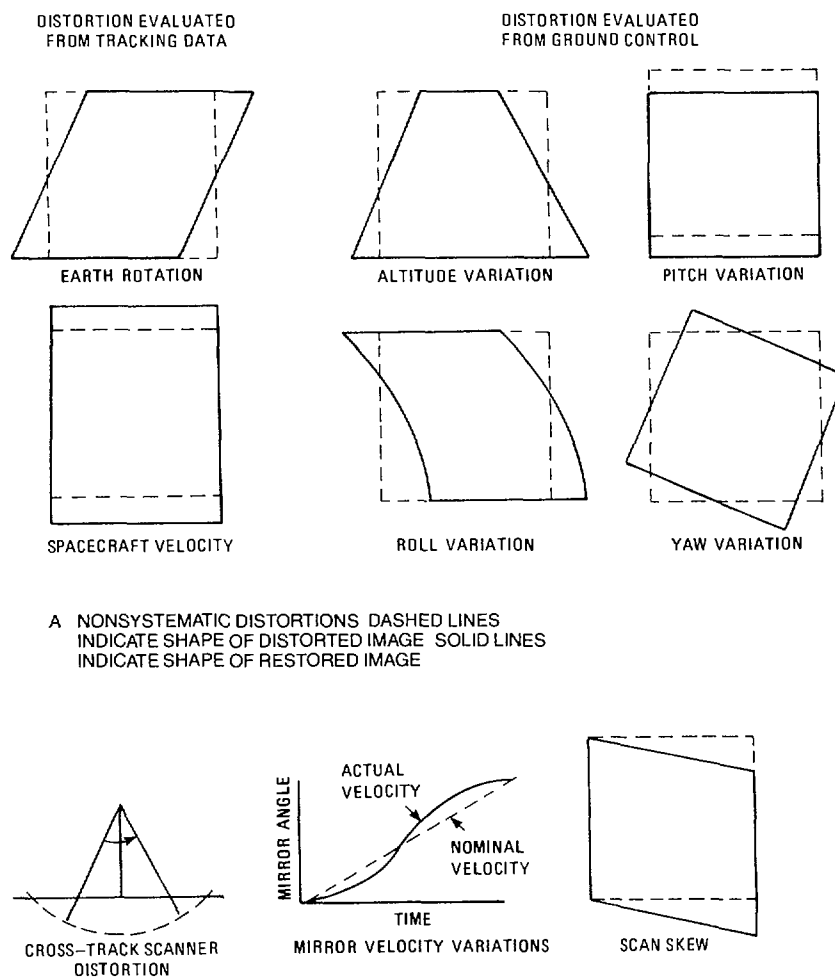 DISTORTION EVALUATED
FROM TRACKING DATA
DISTORTION EVALUATED
FROM GROUND CONTROL
EARTH ROTATION
ALTITUDE VARIATION
PITCH VARIATION
SPACECRAFT VELOCITY
ROLL VARIATION
YAW VARIATION
A NONSYSTEMATIC DISTORTIONS DASHED LINES
INDICATE SHAPE OF DISTORTED IMAGE SOLID LINES
INDICATE SHAPE OF RESTORED IMAGE
CROSS-TRACK SCANNER
DISTORTION
MIRROR ANGLE
ACTUAL
VELOCITY
NOMINAL
VELOCITY
TIME
MIRROR VELOCITY VARIATIONS
SCAN SKEW